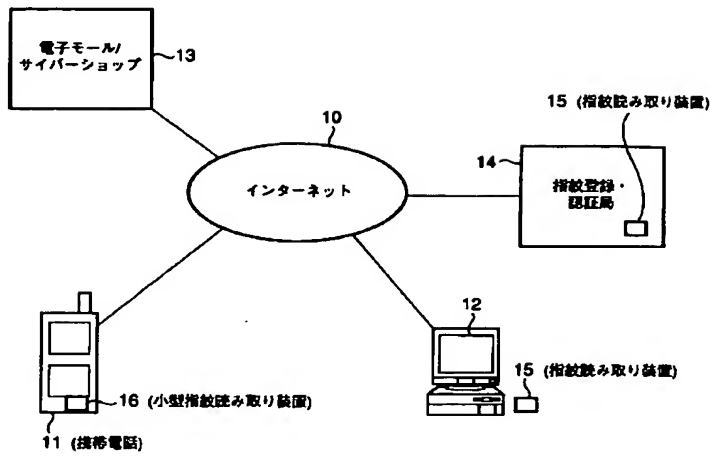 電子モール/
サイバーショップ
13
15 (指紋読み取り装置)
10
14
インターネット
指紋登録・
認証局
12
15 (指紋読み取り装置)
16 (小型指紋読み取り装置)
11 (携帯電話)